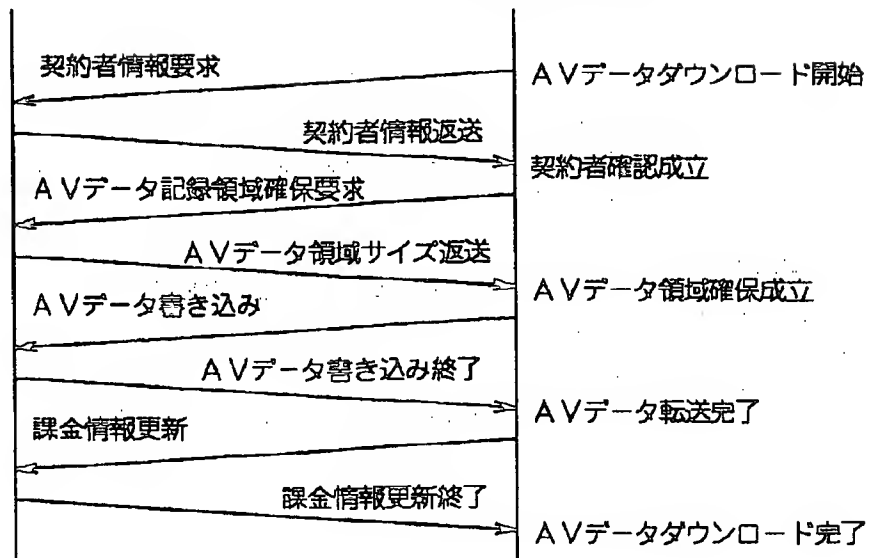 契約者情報要求
AVデータダウンロード開始
契約者情報返送
契約者確認成立
AVデータ記録領域確保要求
AVデータ領域サイズ返送
AVデータ領域確保成立
AVデータ書き込み
AVデータ書き込み終了
AVデータ転送完了
課金情報更新
課金情報更新終了
AVデータダウンロード完了